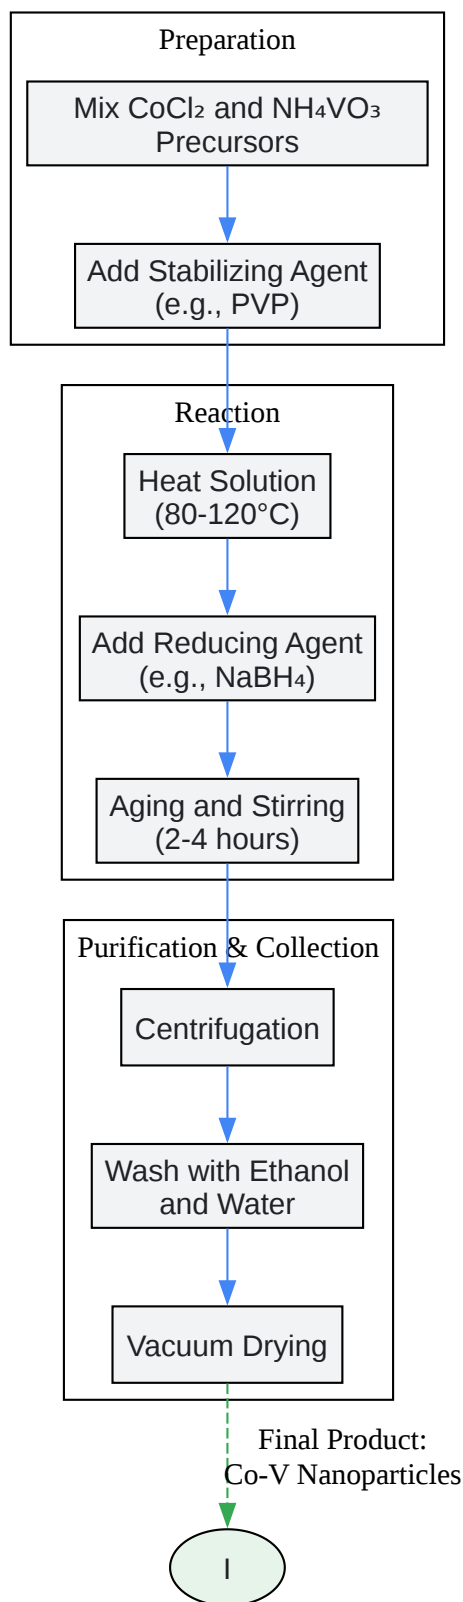 Preparation
Mix CoCl₂ and NH₄VO₃
Precursors
Add Stabilizing Agent
(e.g., PVP)
Reaction
Heat Solution
(80-120°C)
Add Reducing Agent
(e.g., NaBH₄)
Aging and Stirring
(2-4 hours)
Purification & Collection
Centrifugation
Wash with Ethanol
and Water
Vacuum Drying
Final Product:
Co-V Nanoparticles
I